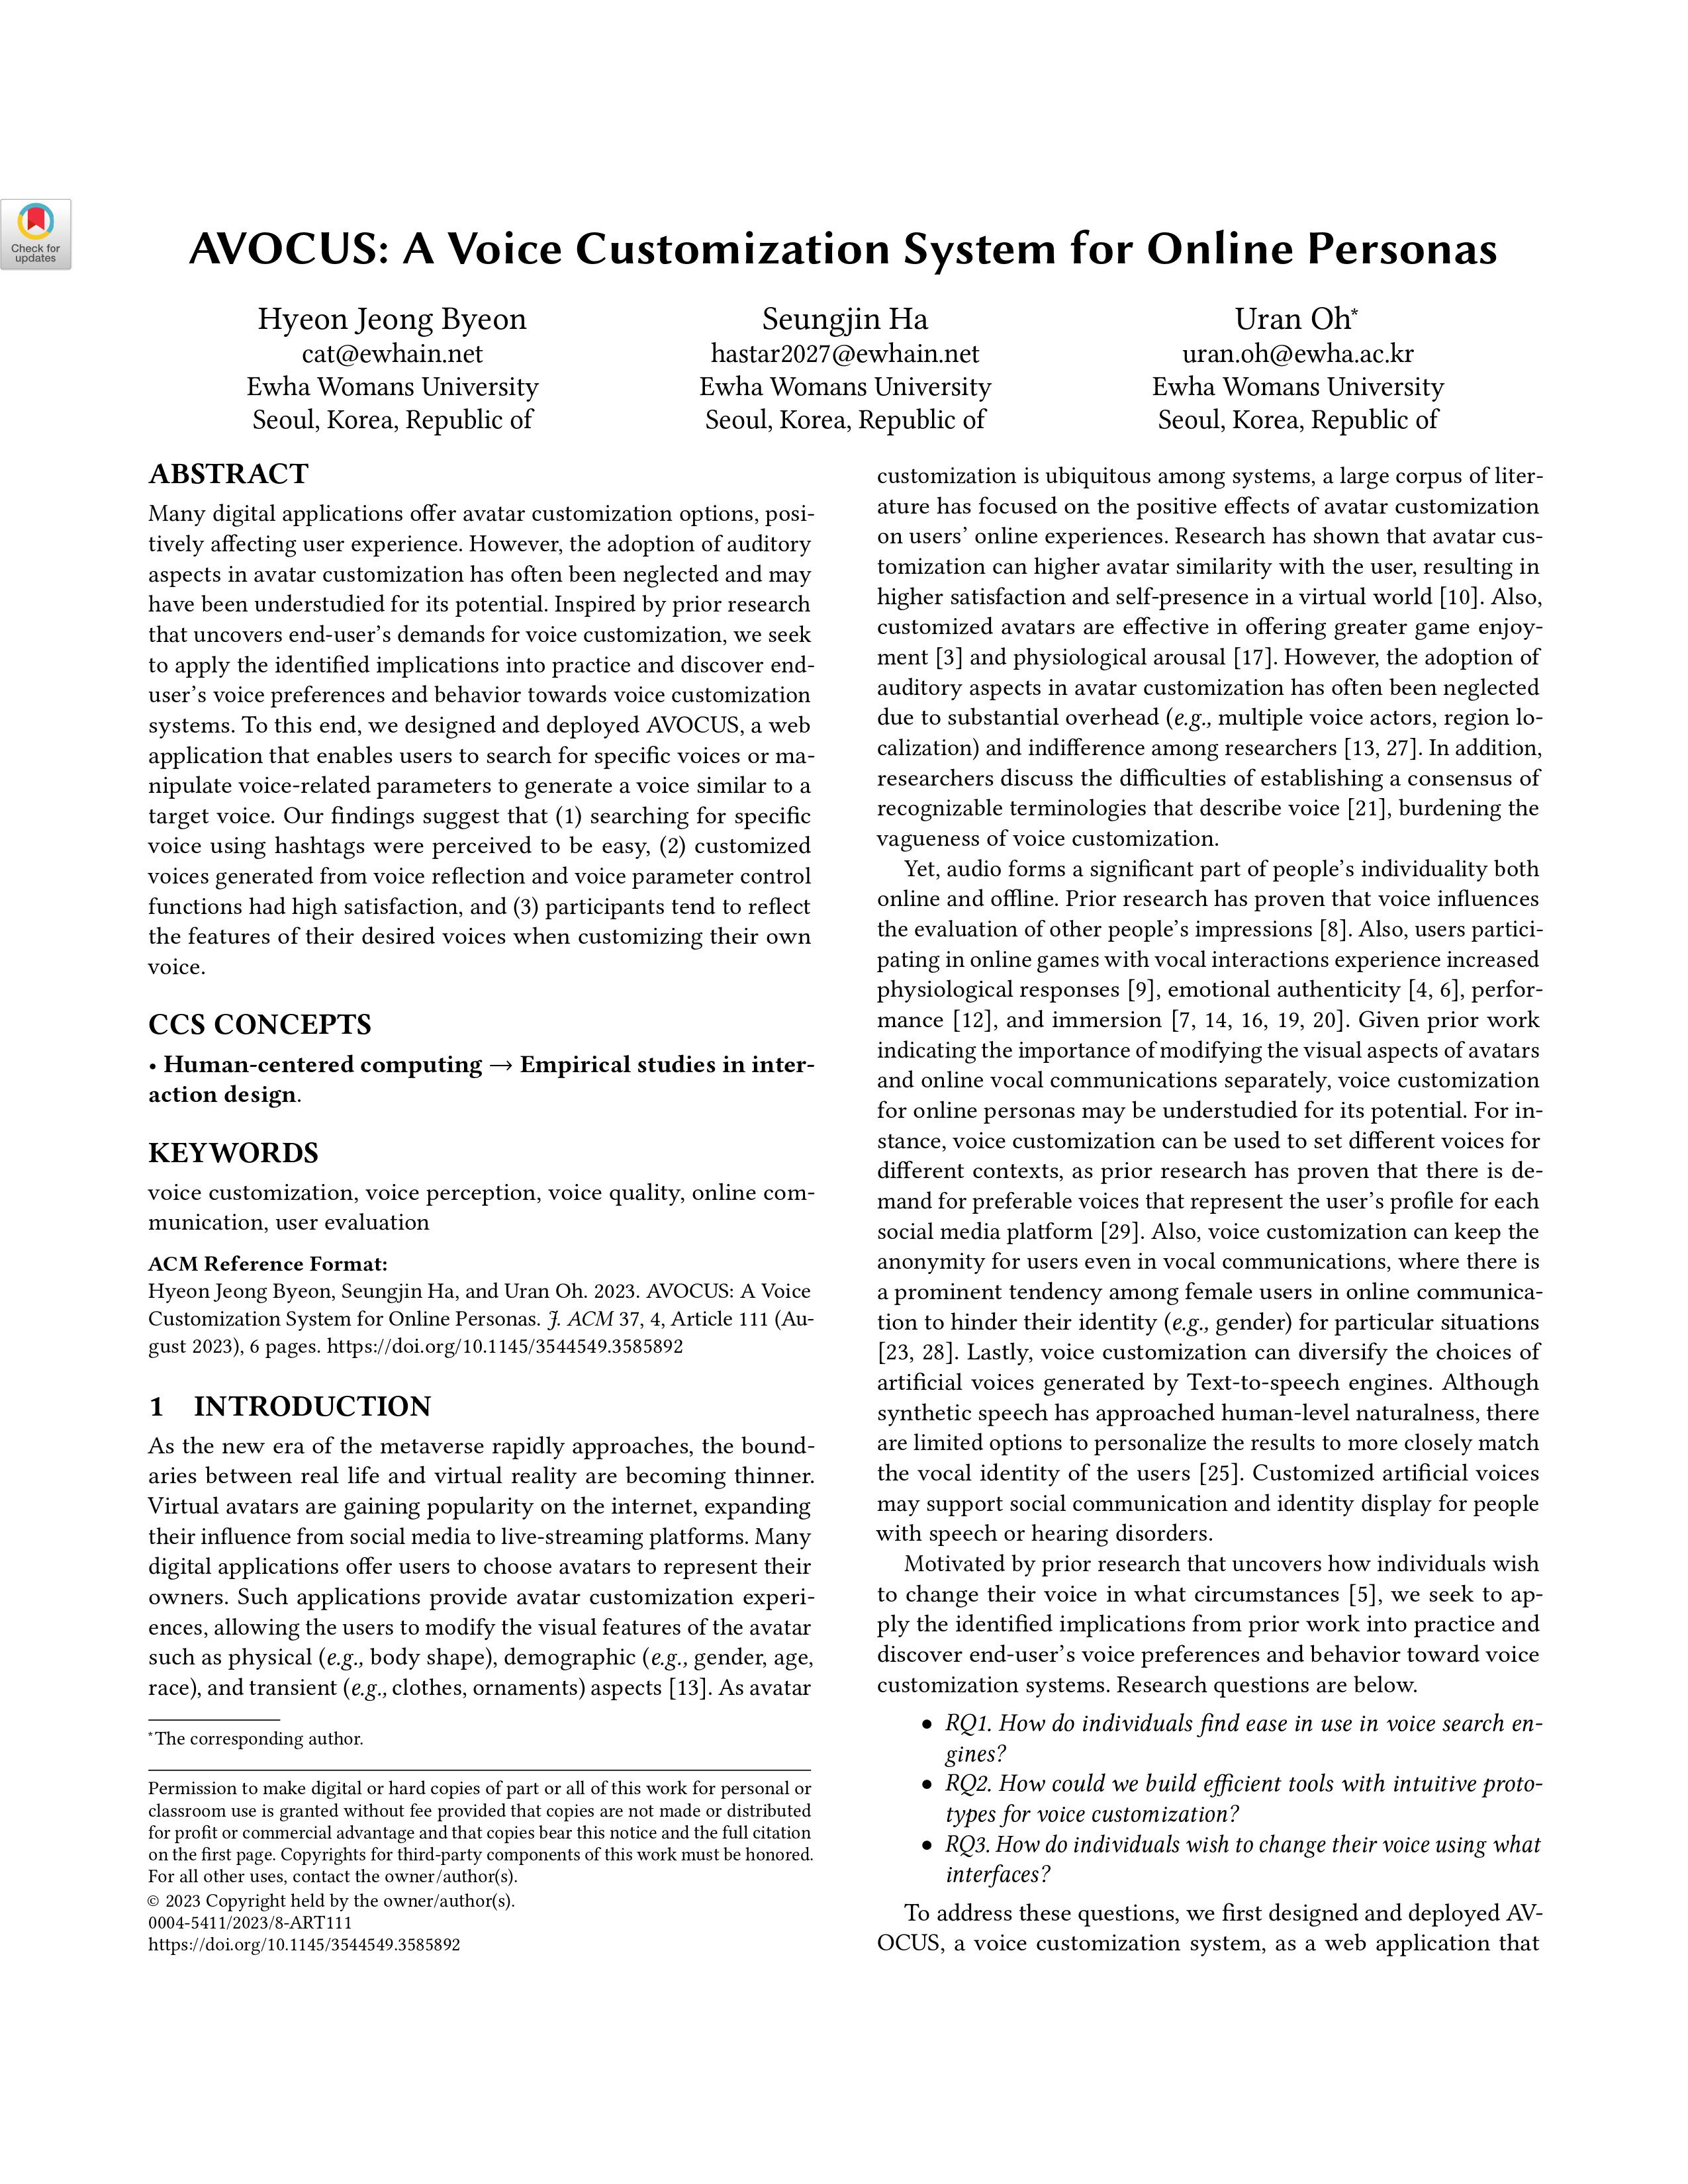 Check for
updates
AVOCUS: A Voice Customization System for Online Personas
Hyeon Jeong Byeon
cat@ewhain.net
Ewha Womans University
Seoul, Korea, Republic of
Seungjin Ha
hastar2027@ewhain.net
Ewha Womans University
Seoul, Korea, Republic of
Uran Oh*
uran.oh@ewha.ac.kr
Ewha Womans University
Seoul, Korea, Republic of
ABSTRACT
Many digital applications offer avatar customization options, posi-
tively affecting user experience. However, the adoption of auditory
aspects in avatar customization has often been neglected and may
have been understudied for its potential. Inspired by prior research
that uncovers end-user's demands for voice customization, we seek
to apply the identified implications into practice and discover end-
user's voice preferences and behavior towards voice customization
systems. To this end, we designed and deployed AVOCUS, a web
application that enables users to search for specific voices or ma-
nipulate voice-related parameters to generate a voice similar to a
target voice. Our findings suggest that (1) searching for specific
voice using hashtags were perceived to be easy, (2) customized
voices generated from voice reflection and voice parameter control
functions had high satisfaction, and (3) participants tend to reflect
the features of their desired voices when customizing their own
voice.
CCS CONCEPTS
• Human-centered computing → Empirical studies in inter-
action design.
KEYWORDS
voice customization, voice perception, voice quality, online com-
munication, user evaluation
ACM Reference Format:
Hyeon Jeong Byeon, Seungjin Ha, and Uran Oh. 2023. AVOCUS: A Voice
Customization System for Online Personas. J. ACM 37, 4, Article 111 (Au-
gust 2023), 6 pages. https://doi.org/10.1145/3544549.3585892
1 INTRODUCTION
As the new era of the metaverse rapidly approaches, the bound-
aries between real life and virtual reality are becoming thinner.
Virtual avatars are gaining popularity on the internet, expanding
their influence from social media to live-streaming platforms. Many
digital applications offer users to choose avatars to represent their
owners. Such applications provide avatar customization experi-
ences, allowing the users to modify the visual features of the avatar
such as physical (e.g., body shape), demographic (e.g., gender, age,
race), and transient (e.g., clothes, ornaments) aspects [13]. As avatar
*The corresponding author.
Permission to make digital or hard copies of part or all of this work for personal or
classroom use is granted without fee provided that copies are not made or distributed
for profit or commercial advantage and that copies bear this notice and the full citation
on the first page. Copyrights for third-party components of this work must be honored.
For all other uses, contact the owner/author(s).
© 2023 Copyright held by the owner/author(s).
0004-5411/2023/8-ART111
https://doi.org/10.1145/3544549.3585892
customization is ubiquitous among systems, a large corpus of liter-
ature has focused on the positive effects of avatar customization
on users' online experiences. Research has shown that avatar cus-
tomization can higher avatar similarity with the user, resulting in
higher satisfaction and self-presence in a virtual world [10]. Also,
customized avatars are effective in offering greater game enjoy-
ment [3] and physiological arousal [17]. However, the adoption of
auditory aspects in avatar customization has often been neglected
due to substantial overhead (e.g., multiple voice actors, region lo-
calization) and indifference among researchers [13, 27]. In addition,
researchers discuss the difficulties of establishing a consensus of
recognizable terminologies that describe voice [21], burdening the
vagueness of voice customization.
Yet, audio forms a significant part of people's individuality both
online and offline. Prior research has proven that voice influences
the evaluation of other people's impressions [8]. Also, users partici-
pating in online games with vocal interactions experience increased
physiological responses [9], emotional authenticity [4, 6], perfor-
mance [12], and immersion [7, 14, 16, 19, 20]. Given prior work
indicating the importance of modifying the visual aspects of avatars
and online vocal communications separately, voice customization
for online personas may be understudied for its potential. For in-
stance, voice customization can be used to set different voices for
different contexts, as prior research has proven that there is de-
mand for preferable voices that represent the user's profile for each
social media platform [29]. Also, voice customization can keep the
anonymity for users even in vocal communications, where there is
a prominent tendency among female users in online communica-
tion to hinder their identity (e.g., gender) for particular situations
[23, 28]. Lastly, voice customization can diversify the choices of
artificial voices generated by Text-to-speech engines. Although
synthetic speech has approached human-level naturalness, there
are limited options to personalize the results to more closely match
the vocal identity of the users [25]. Customized artificial voices
may support social communication and identity display for people
with speech or hearing disorders.
Motivated by prior research that uncovers how individuals wish
to change their voice in what circumstances [5], we seek to ap-
ply the identified implications from prior work into practice and
discover end-user's voice preferences and behavior toward voice
customization systems. Research questions are below.
• RQ1. How do individuals find ease in use in voice search en-
gines?
• RQ2. How could we build efficient tools with intuitive proto-
types for voice customization?
• RQ3. How do individuals wish to change their voice using what
interfaces?
To address these questions, we first designed and deployed AV-
OCUS, a voice customization system, as a web application that